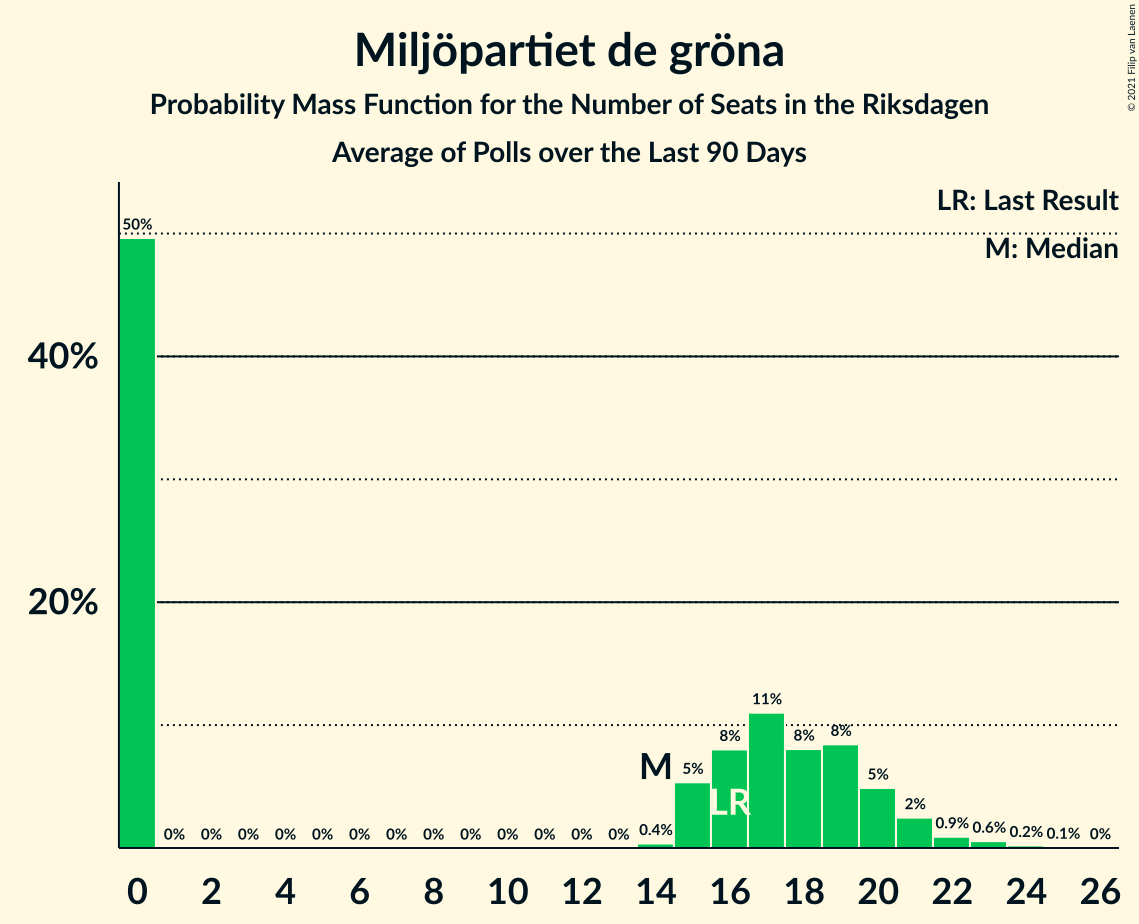 Miljöpartiet de gröna
Probability Mass Function for the Number of Seats in the Riksdagen
Average of Polls over the Last 90 Days
© 2021 Filip van Laenen
LR: Last Result
M: Median
50%
40%
20%
0% 0% 0% 0% 0% 0% 0% 0% 0% 0% 0% 0% 0% 0.4% 5% 8% 11% 8% 8% 5% 2% 0.9% 0.6% 0.2% 0.1% 0%
M
LR
0 2 4 6 8 10 12 14 16 18 20 22 24 26